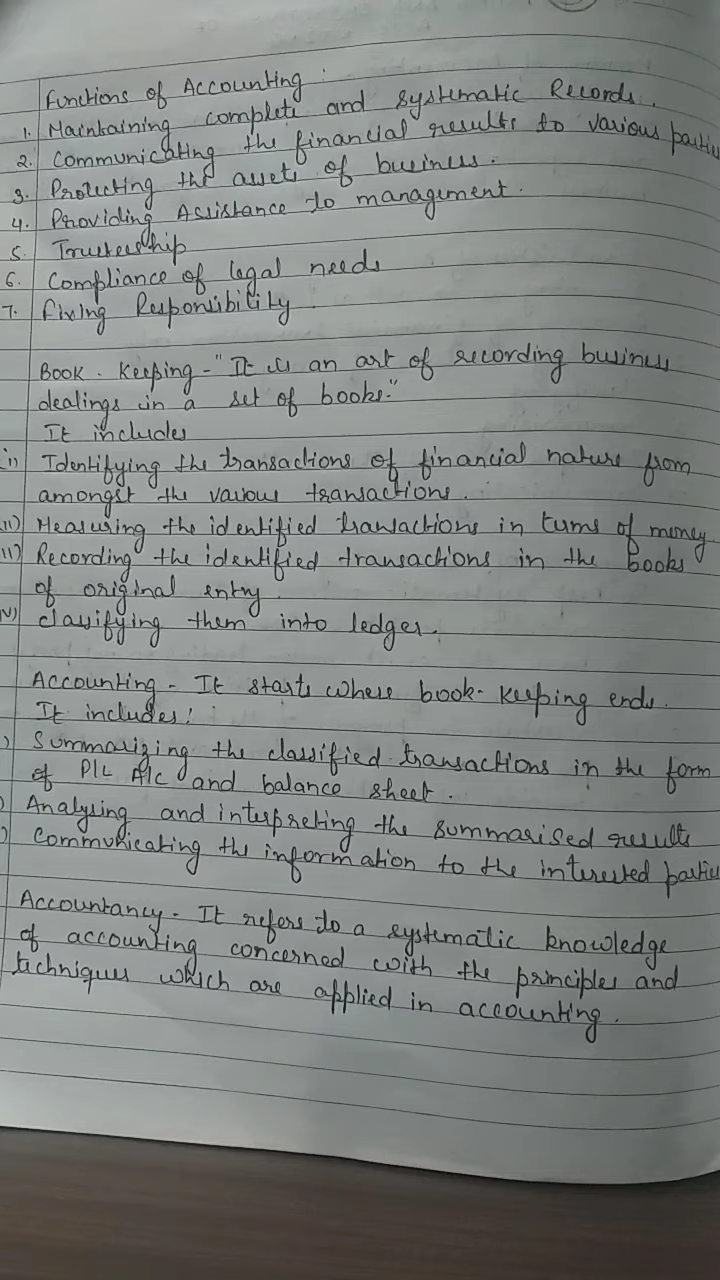 Functions of Accounting :
1. Maintaining complete and systematic Records.
2. Communicating the financial results to various parties
3. Protecting the assets of business.
4. Providing Assistance to management.
5. Trusteeship
6. Compliance of legal needs
7. Fixing Responsibility
Book - Keeping - "It is an art of recording business
dealings in a set of books."
It includes
i) Identifying the transactions of financial nature from
amongst the various transactions.
ii) Measuring the identified transactions in terms of money
iii) Recording the identified transactions in the books
of original entry.
iv) classifying them into ledger.
Accounting - It starts where book-keeping ends.
It includes:
) Summarizing the classified transactions in the form
of P/L A/c and balance sheet.
) Analysing and interpreting the summarised results
) Communicating the information to the interested parties
Accountancy - It refers to a systematic knowledge
of accounting concerned with the principles and
techniques which are applied in accounting.